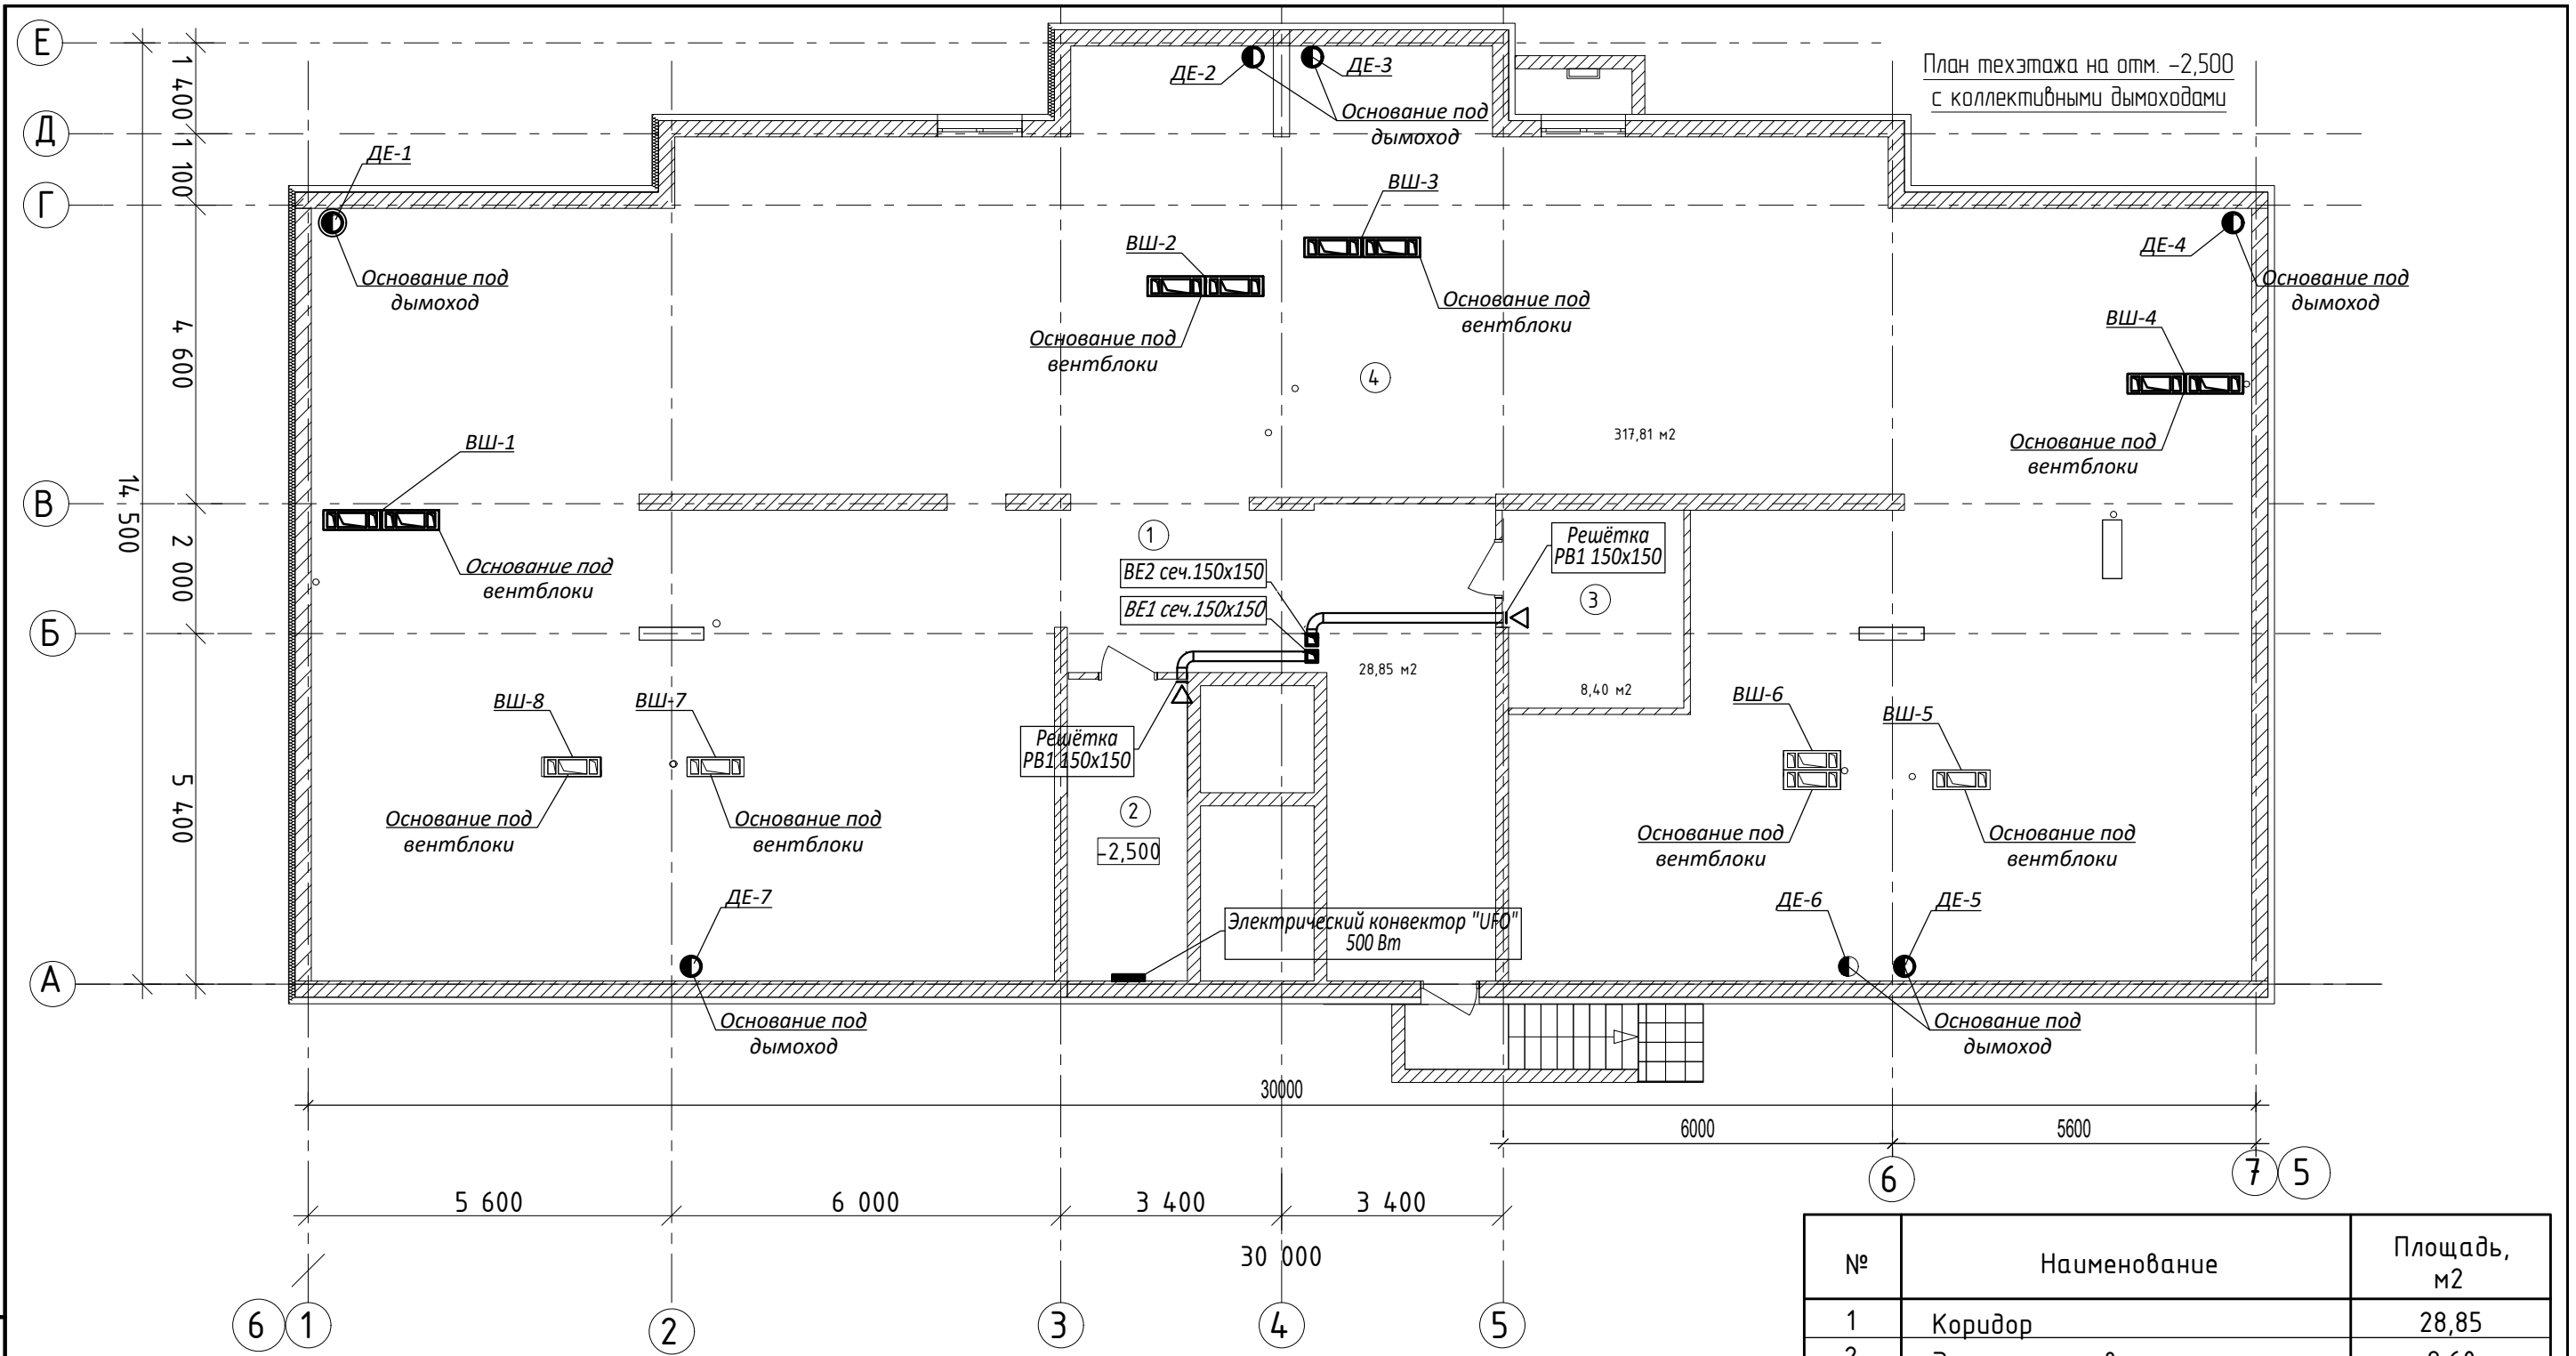 План техэтажа на отм. -2,500
с коллективными дымоходами
Е
Д
Г
В
Б
А
1 400
1 100
4 600
2 000
5 400
14 500
ДЕ-1
Основание под
дымоход
ДЕ-2
ДЕ-3
Основание под
дымоход
ВШ-3
Основание под
вентблоки
ВШ-2
Основание под
вентблоки
ДЕ-4
Основание под
дымоход
ВШ-4
Основание под
вентблоки
4
317,81 м2
ВШ-1
Основание под
вентблоки
1
ВЕ2 сеч.150х150
ВЕ1 сеч.150х150
Решётка
РВ1 150х150
3
28,85 м2
8,40 м2
Решётка
РВ1 150х150
2
-2,500
ВШ-8
Основание под
вентблоки
ВШ-7
Основание под
вентблоки
ВШ-6
Основание под
вентблоки
ВШ-5
Основание под
вентблоки
ДЕ-7
Основание под
дымоход
Электрический конвектор "UFO"
500 Вт
ДЕ-6
ДЕ-5
Основание под
дымоход
30000
6000
5600
5 600
6 000
3 400
3 400
30 000
6
7
5
6
1
2
3
4
5
№
Наименование
Площадь,
м2
1
Коридор
28,85